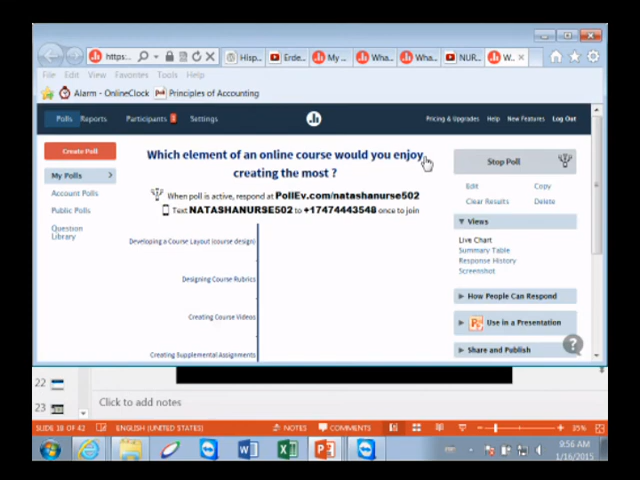 https:
Hisp...
Erde...
My ...
Wha...
Wha...
NUR...
W...
File Edit View Favorites Tools Help
Alarm - OnlineClock Principles of Accounting
Polls Reports Participants Settings Pricing & Upgrades Help New Features Log Out
Create Poll
My Polls
Account Polls
Public Polls
Question
Library
Which element of an online course would you enjoy
creating the most ?
When poll is active, respond at PollEv.com/natashanurse502
Text NATASHANURSE502 to +17474443548 once to join
Developing a Course Layout (course design)
Designing Course Rubrics
Creating Course Videos
Creating Supplemental Assignments
Stop Poll
Edit Copy
Clear Results Delete
Views
Live Chart
Summary Table
Response History
Screenshot
How People Can Respond
Use in a Presentation
Share and Publish
22
23
Click to add notes
SLIDE 38 OF 42 ENGLISH (UNITED STATES) NOTES COMMENTS 35%
9:56 AM
1/16/2015